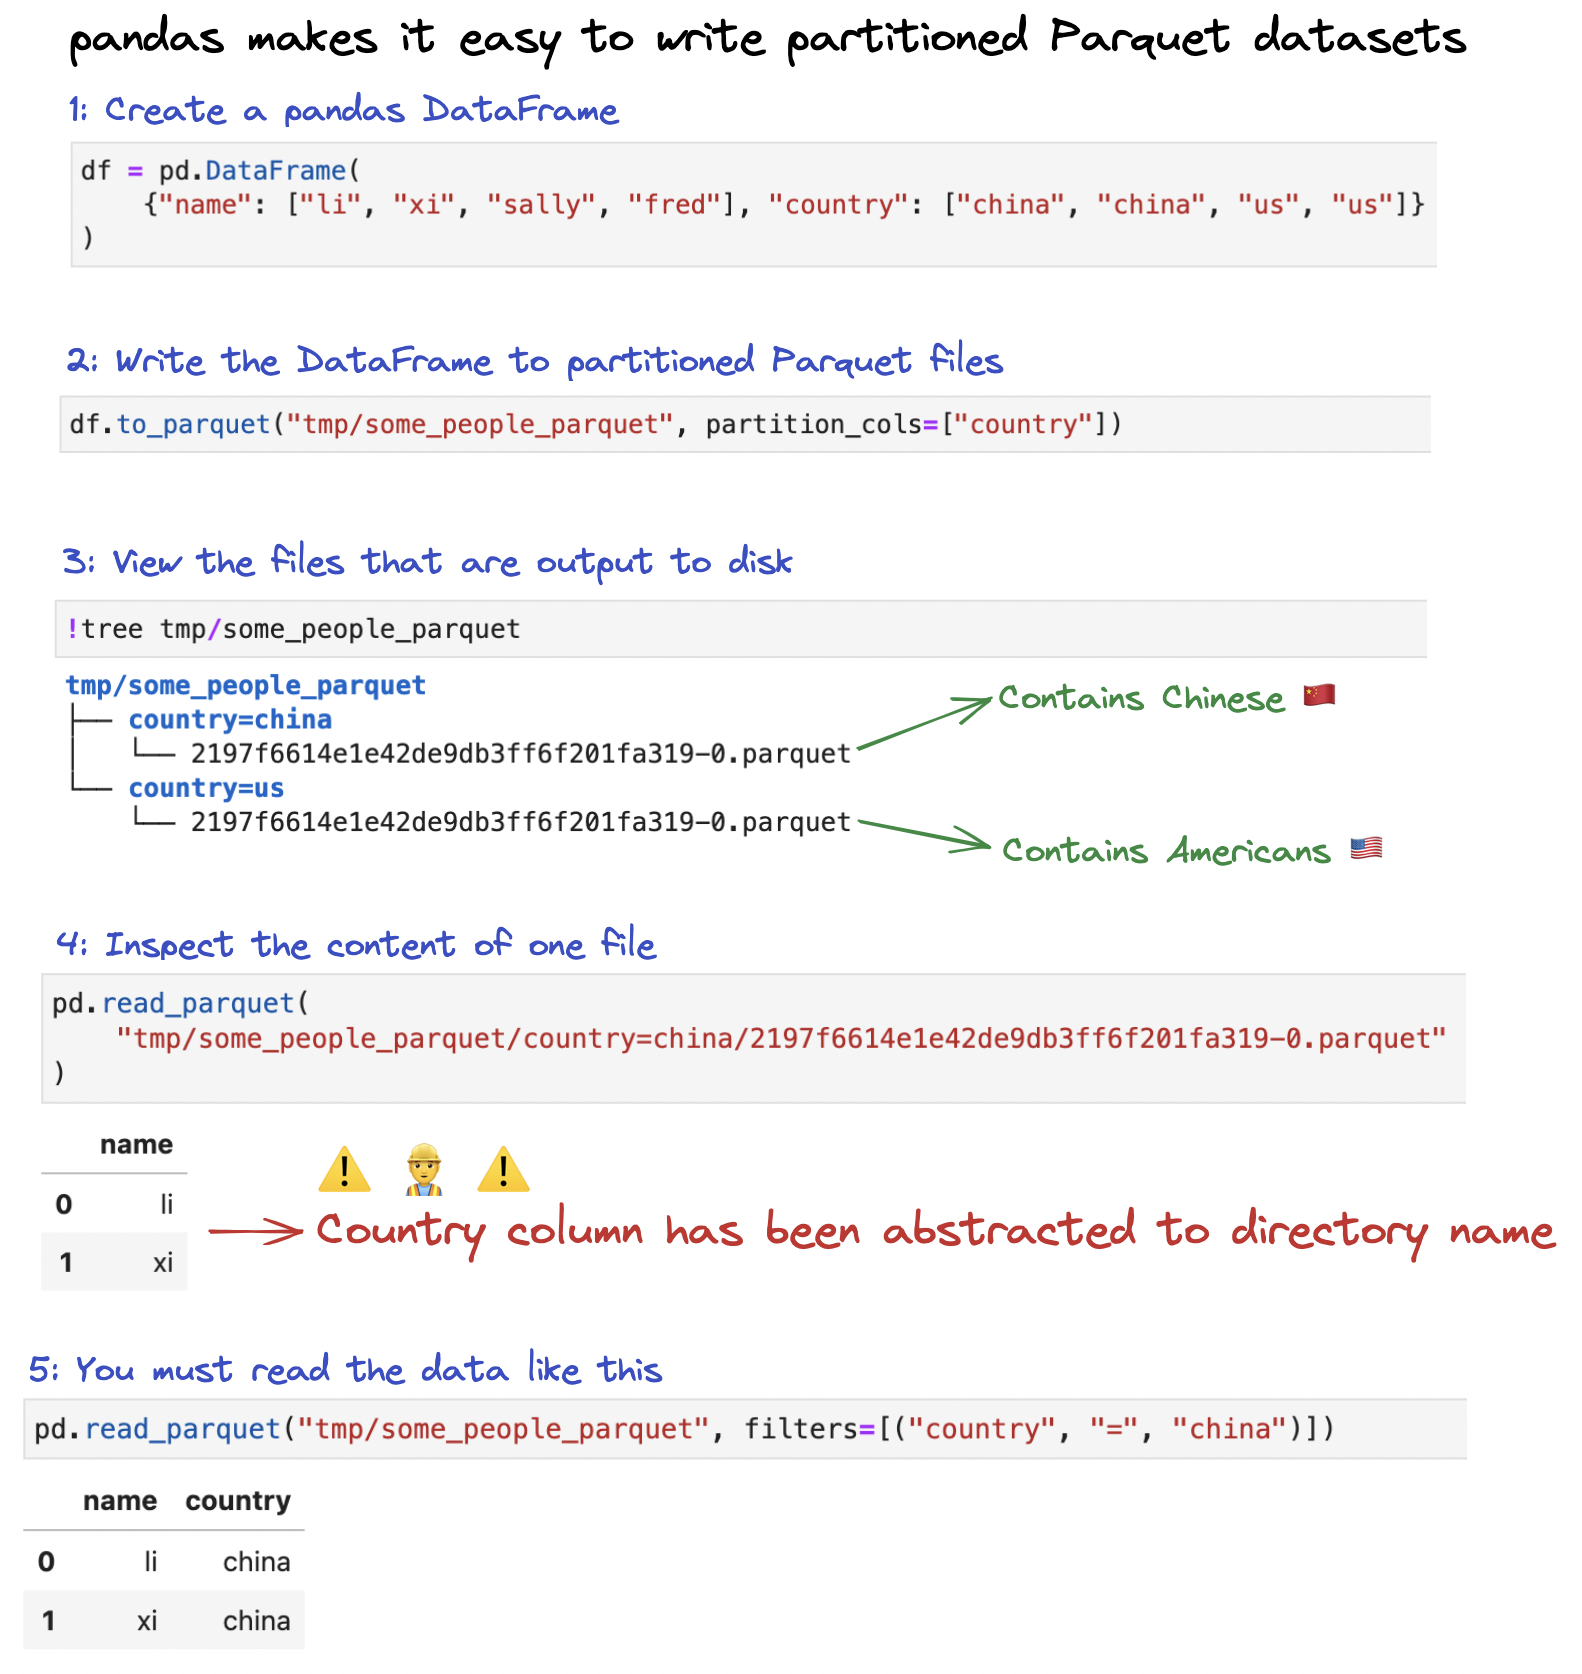 pandas makes it easy to write partitioned Parquet datasets
1: Create a pandas DataFrame
df = pd.DataFrame(
    {"name": ["li", "xi", "sally", "fred"], "country": ["china", "china", "us", "us"]}
)
2: Write the DataFrame to partitioned Parquet files
df.to_parquet("tmp/some_people_parquet", partition_cols=["country"])
3: View the files that are output to disk
!tree tmp/some_people_parquet
tmp/some_people_parquet
├── country=china
│   └── 2197f6614e1e42de9db3ff6f201fa319-0.parquet
Contains Chinese 🇨🇳
└── country=us
    └── 2197f6614e1e42de9db3ff6f201fa319-0.parquet
Contains Americans 🇺🇸
4: Inspect the content of one file
pd.read_parquet(
    "tmp/some_people_parquet/country=china/2197f6614e1e42de9db3ff6f201fa319-0.parquet"
)
name
0 li
1 xi
Country column has been abstracted to directory name
5: You must read the data like this
pd.read_parquet("tmp/some_people_parquet", filters=[("country", "=", "china")])
name country
0 li china
1 xi china